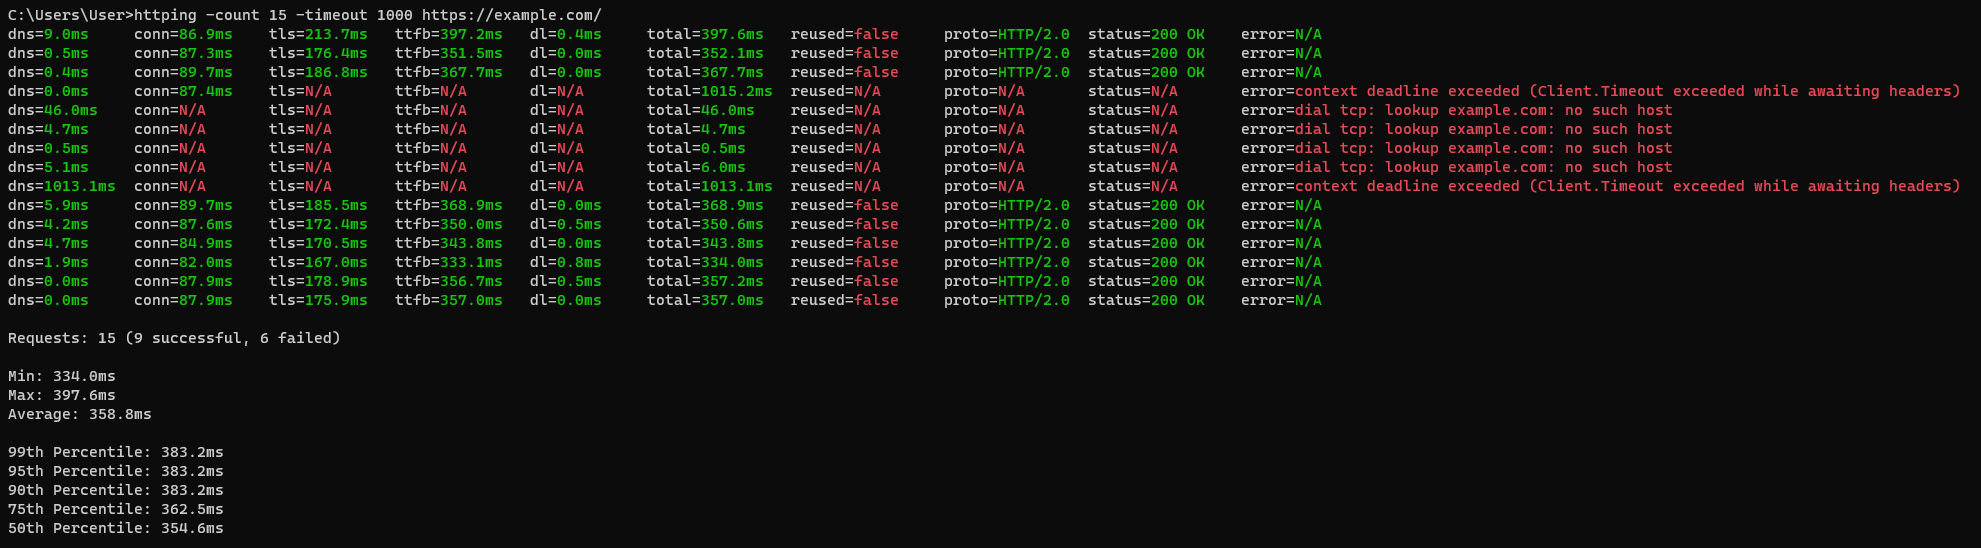 C:\Users\User>httping -count 15 -timeout 1000 https://example.com/
dns=9.0ms conn=86.9ms tls=213.7ms ttfb=397.2ms dl=0.4ms total=397.6ms reused=false proto=HTTP/2.0 status=200 OK error=N/A
dns=0.5ms conn=87.3ms tls=176.4ms ttfb=351.5ms dl=0.0ms total=352.1ms reused=false proto=HTTP/2.0 status=200 OK error=N/A
dns=0.4ms conn=89.7ms tls=186.8ms ttfb=367.7ms dl=0.0ms total=367.7ms reused=false proto=HTTP/2.0 status=200 OK error=N/A
dns=0.0ms conn=87.4ms tls=N/A ttfb=N/A dl=N/A total=1015.2ms reused=N/A proto=N/A status=N/A error=context deadline exceeded (Client.Timeout exceeded while awaiting headers)
dns=46.0ms conn=N/A tls=N/A ttfb=N/A dl=N/A total=46.0ms reused=N/A proto=N/A status=N/A error=dial tcp: lookup example.com: no such host
dns=4.7ms conn=N/A tls=N/A ttfb=N/A dl=N/A total=4.7ms reused=N/A proto=N/A status=N/A error=dial tcp: lookup example.com: no such host
dns=0.5ms conn=N/A tls=N/A ttfb=N/A dl=N/A total=0.5ms reused=N/A proto=N/A status=N/A error=dial tcp: lookup example.com: no such host
dns=5.1ms conn=N/A tls=N/A ttfb=N/A dl=N/A total=6.0ms reused=N/A proto=N/A status=N/A error=dial tcp: lookup example.com: no such host
dns=1013.1ms conn=N/A tls=N/A ttfb=N/A dl=N/A total=1013.1ms reused=N/A proto=N/A status=N/A error=context deadline exceeded (Client.Timeout exceeded while awaiting headers)
dns=5.9ms conn=89.7ms tls=185.5ms ttfb=368.9ms dl=0.0ms total=368.9ms reused=false proto=HTTP/2.0 status=200 OK error=N/A
dns=4.2ms conn=87.6ms tls=172.4ms ttfb=350.0ms dl=0.5ms total=350.6ms reused=false proto=HTTP/2.0 status=200 OK error=N/A
dns=4.7ms conn=84.9ms tls=170.5ms ttfb=343.8ms dl=0.0ms total=343.8ms reused=false proto=HTTP/2.0 status=200 OK error=N/A
dns=1.9ms conn=82.0ms tls=167.0ms ttfb=333.1ms dl=0.8ms total=334.0ms reused=false proto=HTTP/2.0 status=200 OK error=N/A
dns=0.0ms conn=87.9ms tls=178.9ms ttfb=356.7ms dl=0.5ms total=357.2ms reused=false proto=HTTP/2.0 status=200 OK error=N/A
dns=0.0ms conn=87.9ms tls=175.9ms ttfb=357.0ms dl=0.0ms total=357.0ms reused=false proto=HTTP/2.0 status=200 OK error=N/A
Requests: 15 (9 successful, 6 failed)
Min: 334.0ms
Max: 397.6ms
Average: 358.8ms
99th Percentile: 383.2ms
95th Percentile: 383.2ms
90th Percentile: 383.2ms
75th Percentile: 362.5ms
50th Percentile: 354.6ms